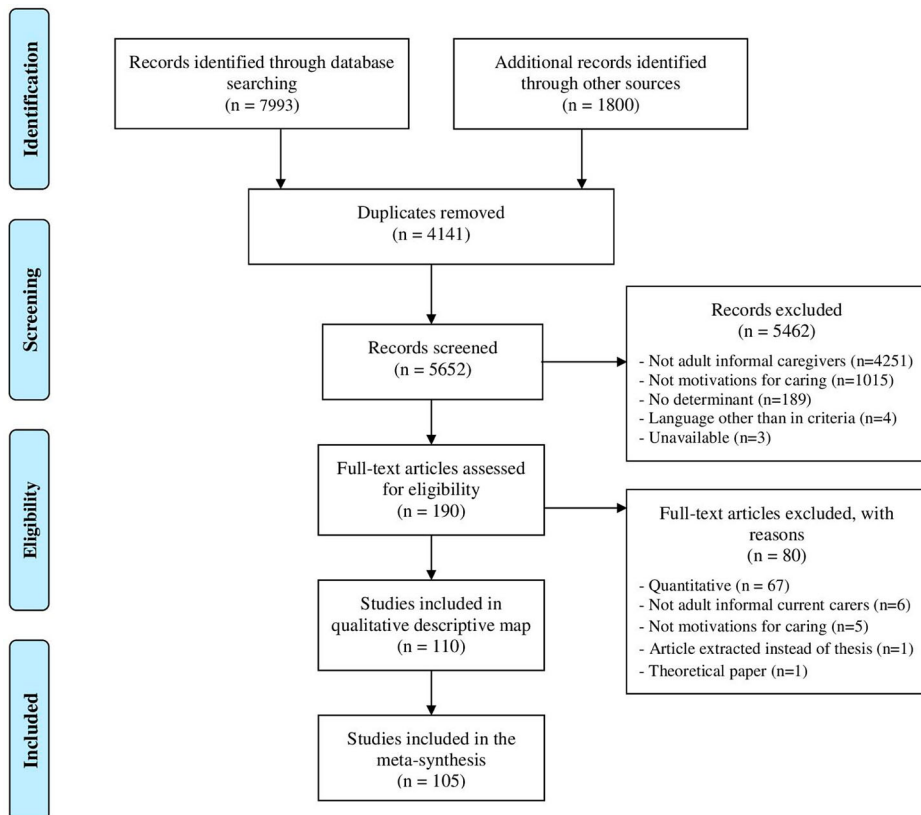 Identification
Records identified through database
searching
(n = 7993)
Additional records identified
through other sources
(n = 1800)
Duplicates removed
(n = 4141)
Screening
Records screened
(n = 5652)
Records excluded
(n = 5462)
- Not adult informal caregivers (n=4251)
- Not motivations for caring (n=1015)
- No determinant (n=189)
- Language other than in criteria (n=4)
- Unavailable (n=3)
Eligibility
Full-text articles assessed
for eligibility
(n = 190)
Full-text articles excluded, with
reasons
(n = 80)
- Quantitative (n = 67)
- Not adult informal current carers (n=6)
- Not motivations for caring (n=5)
- Article extracted instead of thesis (n=1)
- Theoretical paper (n=1)
Studies included in
qualitative descriptive map
(n = 110)
Included
Studies included in the
meta-synthesis
(n = 105)